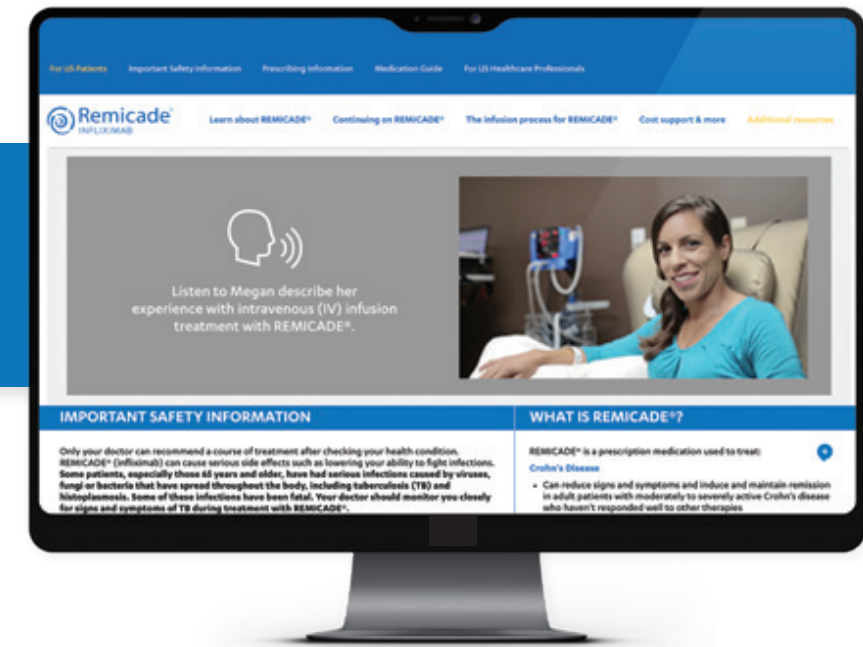 For US Patients Important Safety Information Prescribing Information Medication Guide For US Healthcare Professionals
Remicade®
INFLIXIMAB
Learn about REMICADE® Continuing on REMICADE® The infusion process for REMICADE® Cost support & more Additional resources
Listen to Megan describe her
experience with intravenous (IV) infusion
treatment with REMICADE®.
IMPORTANT SAFETY INFORMATION
Only your doctor can recommend a course of treatment after checking your health condition.
REMICADE® (infliximab) can cause serious side effects such as lowering your ability to fight infections.
Some patients, especially those 65 years and older, have had serious infections caused by viruses,
fungi or bacteria that have spread throughout the body, including tuberculosis (TB) and
histoplasmosis. Some of these infections have been fatal. Your doctor should monitor you closely
for signs and symptoms of TB during treatment with REMICADE®.
WHAT IS REMICADE®?
REMICADE® is a prescription medication used to treat:
Crohn's Disease
• Can reduce signs and symptoms and induce and maintain remission
in adult patients with moderately to severely active Crohn's disease
who haven't responded well to other therapies